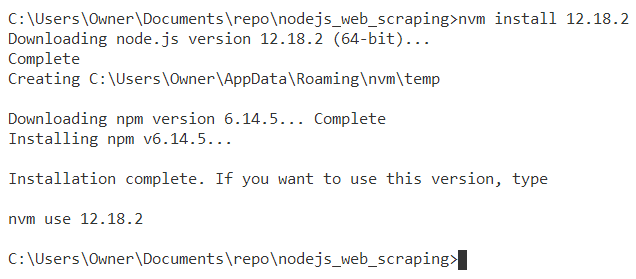 C:\Users\Owner\Documents\repo\nodejs_web_scraping>nvm install 12.18.2
Downloading node.js version 12.18.2 (64-bit)...
Complete
Creating C:\Users\Owner\AppData\Roaming\nvm\temp

Downloading npm version 6.14.5... Complete
Installing npm v6.14.5...

Installation complete. If you want to use this version, type

nvm use 12.18.2

C:\Users\Owner\Documents\repo\nodejs_web_scraping>